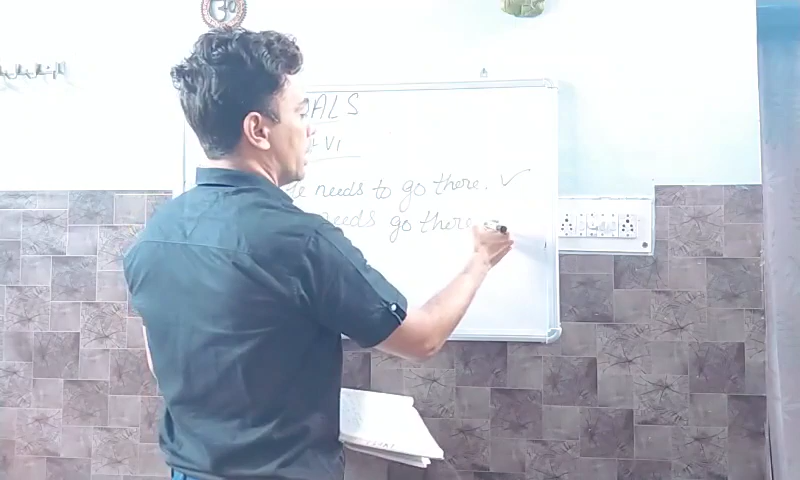 ALS
V1
needs to go there. ✓
needs go there